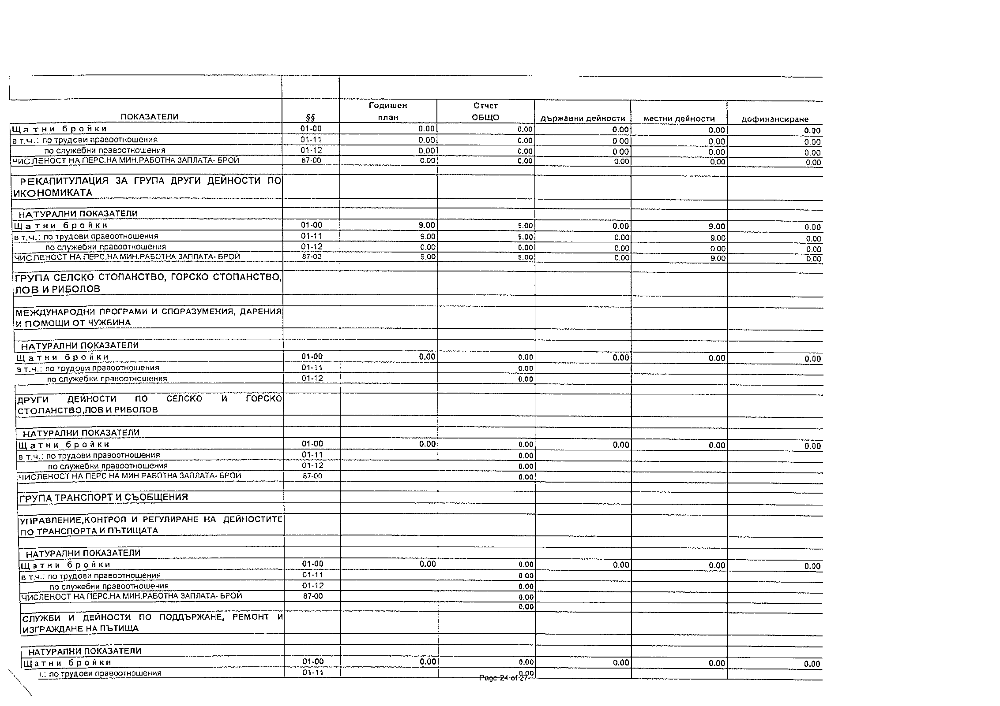 Годишен Отчет
ПОКАЗАТЕЛИ §§ план ОБЩО държавни дейности местни дейности дофинансиране
Щатни бройки 01-00 0.00 0.00 0.00 0.00 0.00
в т.ч.: по трудови правоотношения 01-11 0.00 0.00 0.00 0.00 0.00
по служебни правоотношения 01-12 0.00 0.00 0.00 0.00 0.00
ЧИСЛЕНОСТ НА ПЕРС.НА МИН.РАБОТНА ЗАПЛАТА- БРОЙ 87-00 0.00 0.00 0.00 0.00 0.00
РЕКАПИТУЛАЦИЯ ЗА ГРУПА ДРУГИ ДЕЙНОСТИ ПО
ИКОНОМИКАТА
НАТУРАЛНИ ПОКАЗАТЕЛИ
Щатни бройки 01-00 9.00 9.00 0.00 9.00 0.00
в т.ч.: по трудови правоотношения 01-11 9.00 9.00 0.00 9.00 0.00
по служебни правоотношения 01-12 0.00 0.00 0.00 0.00 0.00
ЧИСЛЕНОСТ НА ПЕРС.НА МИН.РАБОТНА ЗАПЛАТА- БРОЙ 87-00 9.00 9.00 0.00 9.00 0.00
ГРУПА СЕЛСКО СТОПАНСТВО, ГОРСКО СТОПАНСТВО,
ЛОВ И РИБОЛОВ
МЕЖДУНАРОДНИ ПРОГРАМИ И СПОРАЗУМЕНИЯ, ДАРЕНИЯ
И ПОМОЩИ ОТ ЧУЖБИНА
НАТУРАЛНИ ПОКАЗАТЕЛИ
Щатни бройки 01-00 0.00 0.00 0.00 0.00 0.00
в т.ч.: по трудови правоотношения 01-11 0.00
по служебни правоотношения 01-12 0.00
ДРУГИ ДЕЙНОСТИ ПО СЕЛСКО И ГОРСКО
СТОПАНСТВО,ЛОВ И РИБОЛОВ
НАТУРАЛНИ ПОКАЗАТЕЛИ
Щатни бройки 01-00 0.00 0.00 0.00 0.00 0.00
в т.ч.: по трудови правоотношения 01-11 0.00
по служебни правоотношения 01-12 0.00
ЧИСЛЕНОСТ НА ПЕРС.НА МИН.РАБОТНА ЗАПЛАТА- БРОЙ 87-00 0.00
ГРУПА ТРАНСПОРТ И СЪОБЩЕНИЯ
УПРАВЛЕНИЕ,КОНТРОЛ И РЕГУЛИРАНЕ НА ДЕЙНОСТИТЕ
ПО ТРАНСПОРТА И ПЪТИЩАТА
НАТУРАЛНИ ПОКАЗАТЕЛИ
Щатни бройки 01-00 0.00 0.00 0.00 0.00 0.00
в т.ч.: по трудови правоотношения 01-11 0.00
по служебни правоотношения 01-12 0.00
ЧИСЛЕНОСТ НА ПЕРС.НА МИН.РАБОТНА ЗАПЛАТА- БРОЙ 87-00 0.00
0.00
СЛУЖБИ И ДЕЙНОСТИ ПО ПОДДЪРЖАНЕ, РЕМОНТ И
ИЗГРАЖДАНЕ НА ПЪТИЩА
НАТУРАЛНИ ПОКАЗАТЕЛИ
Щатни бройки 01-00 0.00 0.00 0.00 0.00 0.00
.: по трудови правоотношения 01-11 0.00
Page 24 of 27